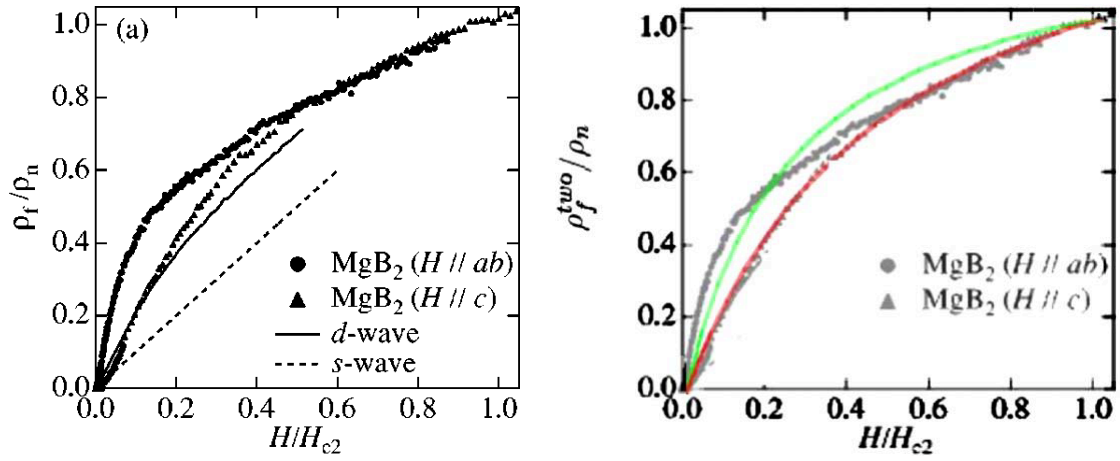 (a)
1.0
0.8
0.6
0.4
0.2
0.0
ρf/ρn
MgB2 (H // ab)
MgB2 (H // c)
d-wave
s-wave
0.0 0.2 0.4 0.6 0.8 1.0
H/Hc2
1.0
0.8
0.6
0.4
0.2
0.0
ρf^two/ρn
MgB2 (H // ab)
MgB2 (H // c)
0.0 0.2 0.4 0.6 0.8 1.0
H/Hc2